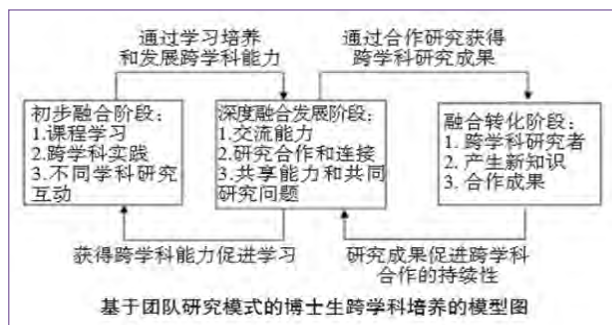 通过学习培养
和发展跨学科能力
通过合作研究获得
跨学科研究成果
初步融合阶段：
1.课程学习
2.跨学科实践
3.不同学科研究
互动
深度融合发展阶段：
1.交流能力
2.研究合作和连接
3.共享能力和共同
研究问题
融合转化阶段：
1. 跨学科研究者
2. 产生新知识
3. 合作成果
获得跨学科能力促进学习
研究成果促进跨学科
合作的持续性
基于团队研究模式的博士生跨学科培养的模型图